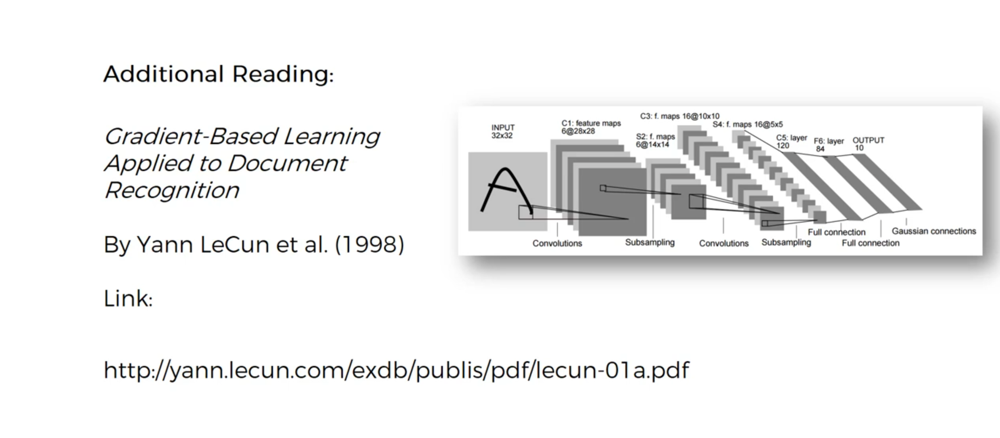 Additional Reading:
Gradient-Based Learning
Applied to Document
Recognition
By Yann LeCun et al. (1998)
Link:
http://yann.lecun.com/exdb/publis/pdf/lecun-01a.pdf
INPUT
32x32
C1: feature maps
6@28x28
S2: f. maps
6@14x14
C3: f. maps 16@10x10
S4: f. maps 16@5x5
C5: layer
120
F6: layer
84
OUTPUT
10
A
Convolutions
Subsampling
Convolutions
Subsampling
Full connection
Full connection
Gaussian connections